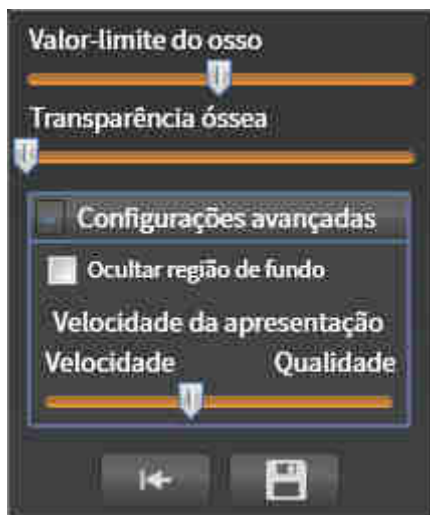 Valor-limite do osso
Transparência óssea
Configurações avançadas
Ocultar região de fundo
Velocidade da apresentação
Velocidade Qualidade